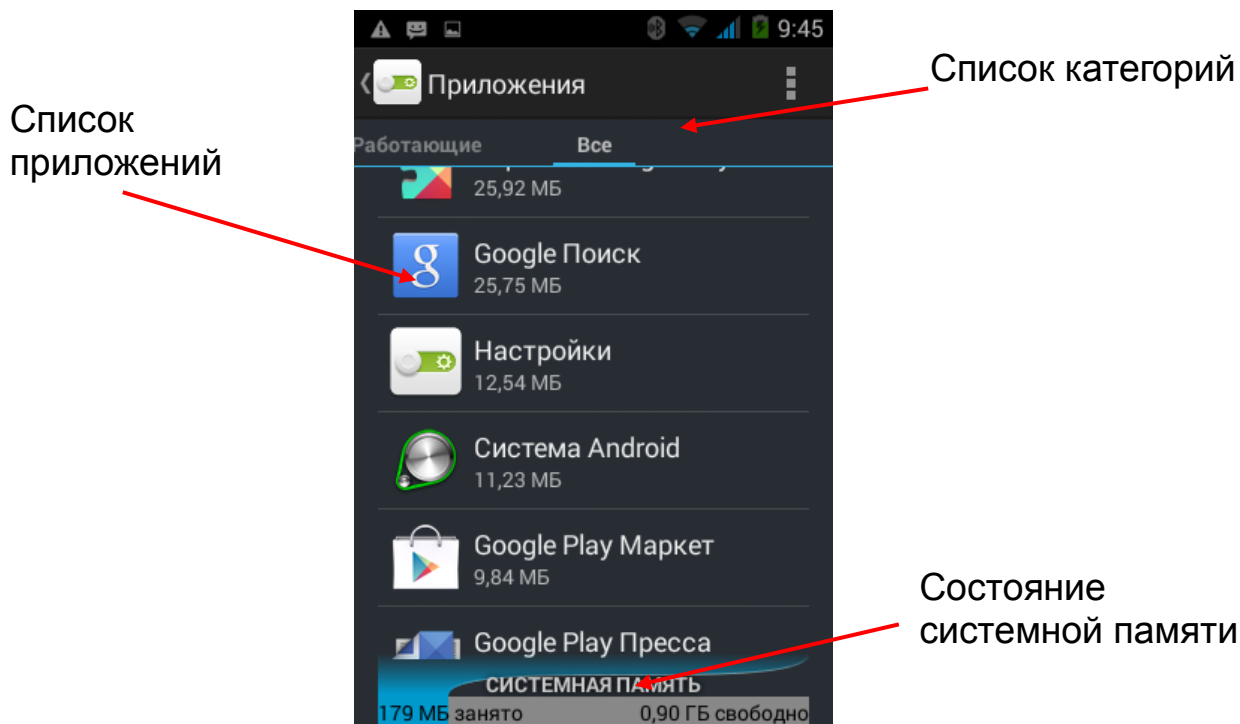 9:45
Приложения
Список категорий
Список
приложений
Работающие Все
25,92 МБ
Google Поиск
25,75 МБ
Настройки
12,54 МБ
Система Android
11,23 МБ
Google Play Маркет
9,84 МБ
Google Play Пресса
Состояние
системной памяти
СИСТЕМНАЯ ПАМЯТЬ
179 МБ занято 0,90 ГБ свободно